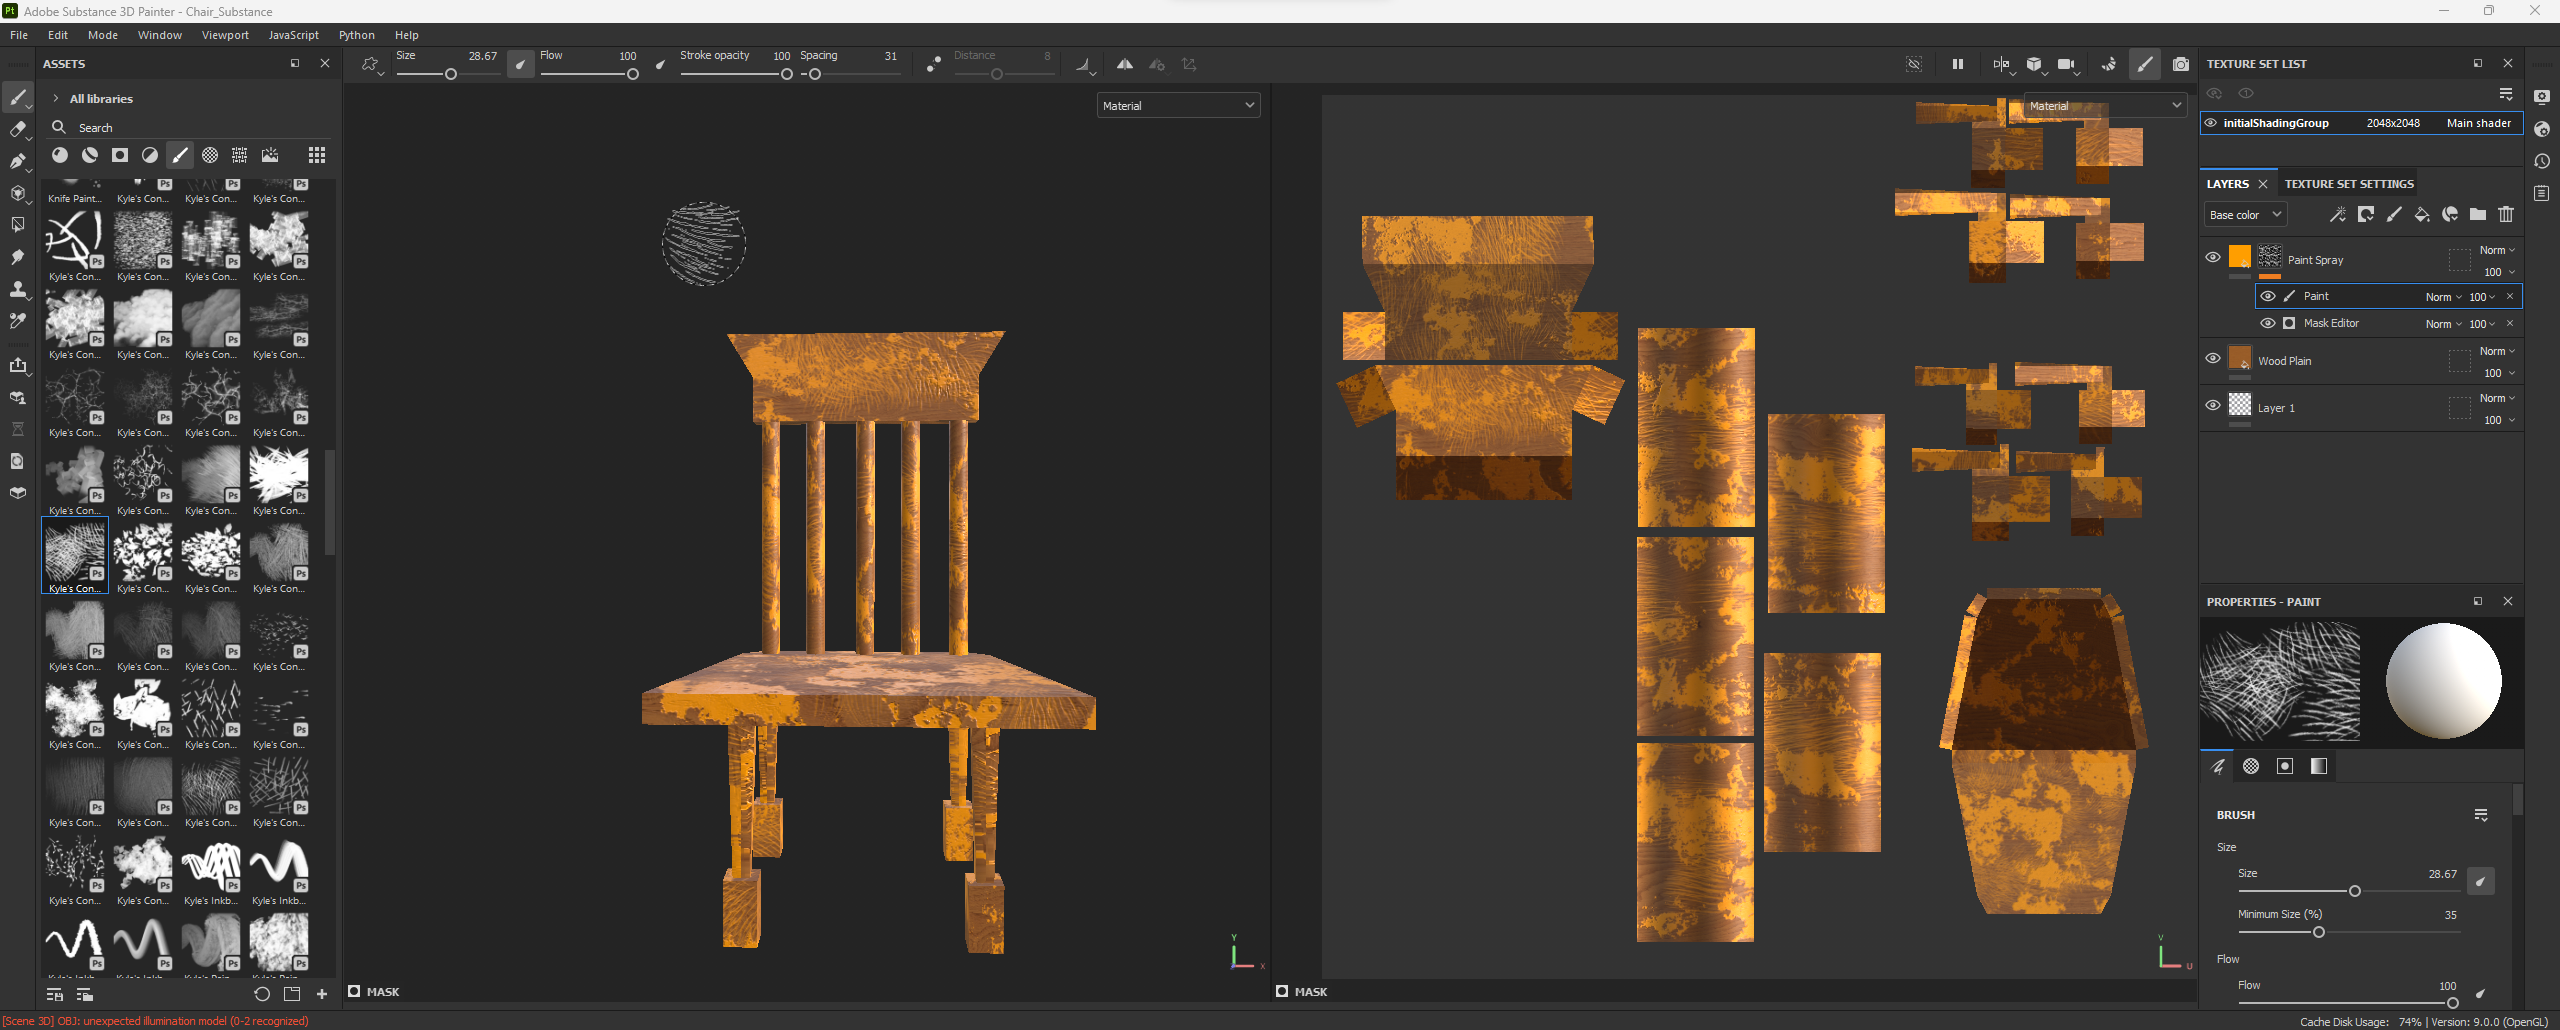 Pt Adobe Substance 3D Painter - Chair_Substance
File Edit Mode Window Viewport JavaScript Python Help
ASSETS
Size 28.67 Flow 100 Stroke opacity 100 Spacing 31 Distance 8
All libraries
Search
Knife Paint... Kyle's Con... Kyle's Con... Kyle's Con...
Kyle's Con... Kyle's Con... Kyle's Con... Kyle's Con...
Kyle's Con... Kyle's Con... Kyle's Con... Kyle's Con...
Kyle's Con... Kyle's Con... Kyle's Con... Kyle's Con...
Kyle's Con... Kyle's Con... Kyle's Con... Kyle's Con...
Kyle's Con... Kyle's Con... Kyle's Con... Kyle's Con...
Kyle's Con... Kyle's Con... Kyle's Con... Kyle's Con...
Kyle's Con... Kyle's Con... Kyle's Con... Kyle's Con...
Kyle's Con... Kyle's Con... Kyle's Con... Kyle's Con...
Kyle's Con... Kyle's Con... Kyle's Inkb... Kyle's Inkb...
Material
Y
X
MASK
Material
V
U
MASK
TEXTURE SET LIST
initialShadingGroup 2048x2048 Main shader
LAYERS TEXTURE SET SETTINGS
Base color
Paint Spray Norm
100
Paint Norm 100
Mask Editor Norm 100
Wood Plain Norm
100
Layer 1 Norm
100
PROPERTIES - PAINT
BRUSH
Size
Size 28.67
Minimum Size (%) 35
Flow
Flow 100
[Scene 3D] OBJ: unexpected illumination model (0-2 recognized)
Cache Disk Usage: 74% | Version: 9.0.0 (OpenGL)